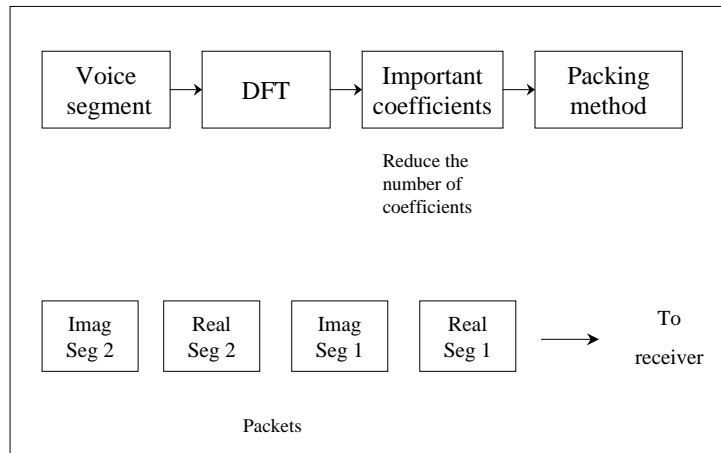 Voice
segment
DFT
Important
coefficients
Packing
method
Reduce the
number of
coefficients
Imag
Seg 2
Real
Seg 2
Imag
Seg 1
Real
Seg 1
To
receiver
Packets